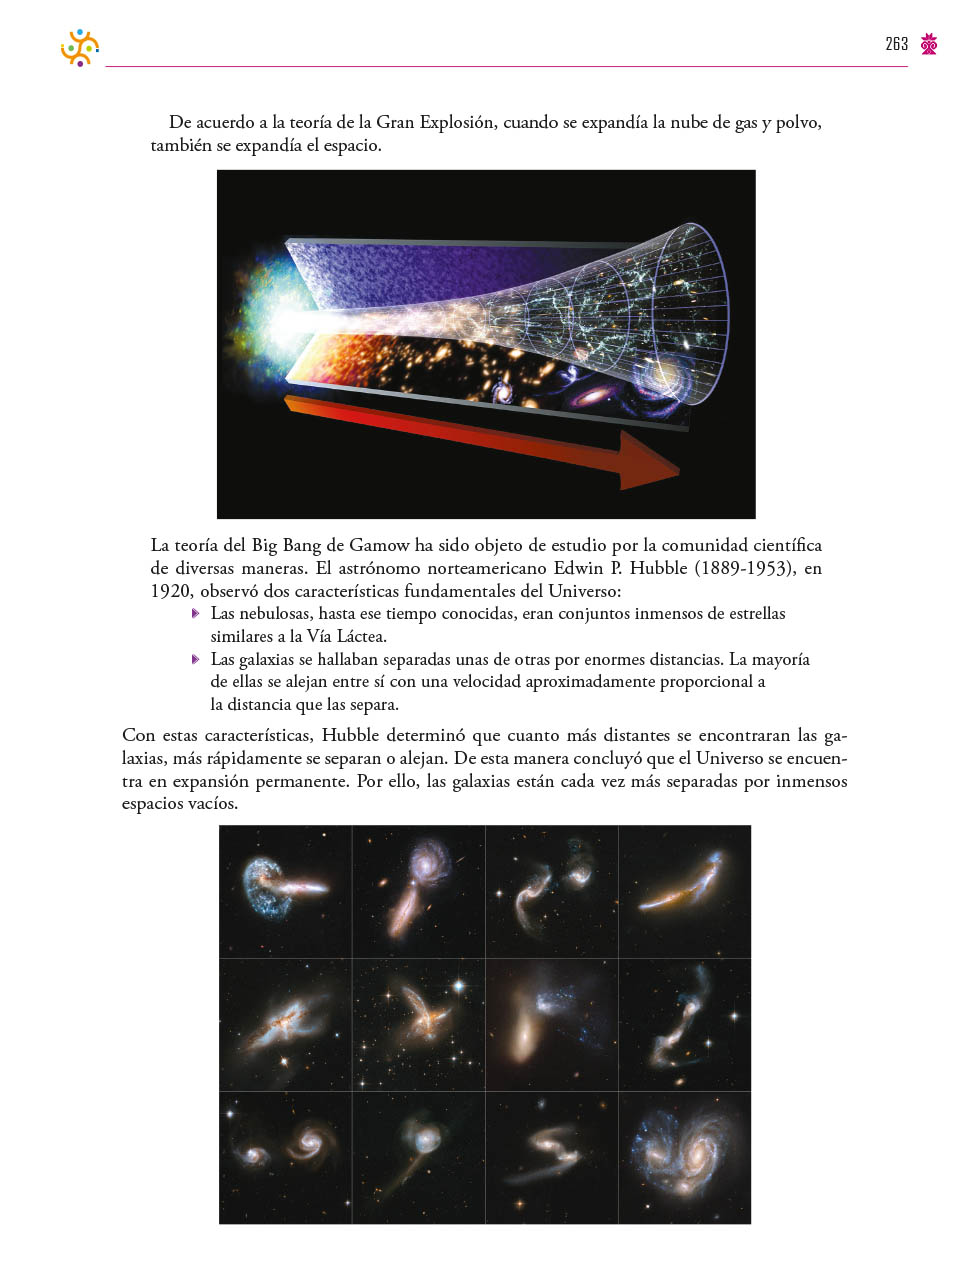 263
De acuerdo a la teoría de la Gran Explosión, cuando se expandía la nube de gas y polvo,
también se expandía el espacio.
La teoría del Big Bang de Gamow ha sido objeto de estudio por la comunidad científica
de diversas maneras. El astrónomo norteamericano Edwin P. Hubble (1889-1953), en
1920, observó dos características fundamentales del Universo:
Las nebulosas, hasta ese tiempo conocidas, eran conjuntos inmensos de estrellas
similares a la Vía Láctea.
Las galaxias se hallaban separadas unas de otras por enormes distancias. La mayoría
de ellas se alejan entre sí con una velocidad aproximadamente proporcional a
la distancia que las separa.
Con estas características, Hubble determinó que cuanto más distantes se encontraran las ga-
laxias, más rápidamente se separan o alejan. De esta manera concluyó que el Universo se encuen-
tra en expansión permanente. Por ello, las galaxias están cada vez más separadas por inmensos
espacios vacíos.